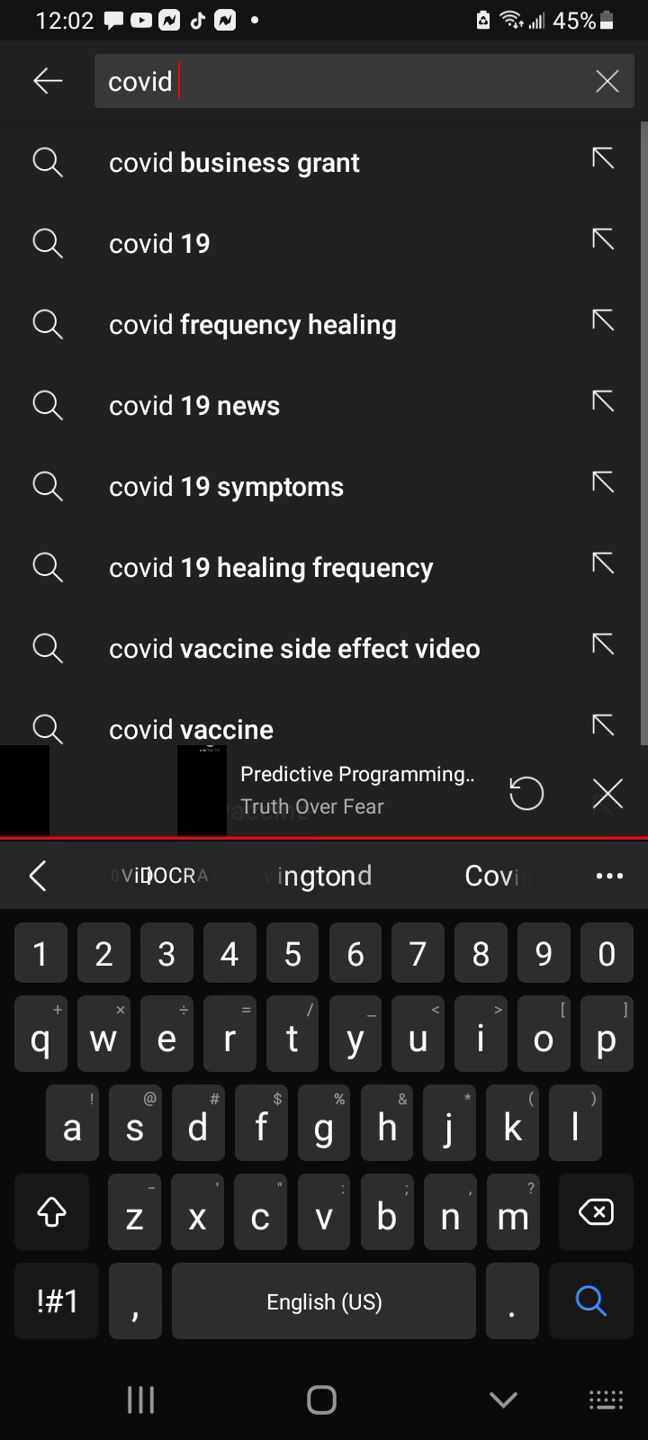 12:02 45%
covid
covid business grant
covid 19
covid frequency healing
covid 19 news
covid 19 symptoms
covid 19 healing frequency
covid vaccine side effect video
covid vaccine
Predictive Programming..
Truth Over Fear
1 2 3 4 5 6 7 8 9 0
+ × ÷ = / _ < > [ ]
q w e r t y u i o p
! @ # $ % & * ( )
a s d f g h j k l
- ' " : ; , ?
z x c v b n m
!#1 , English (US) .